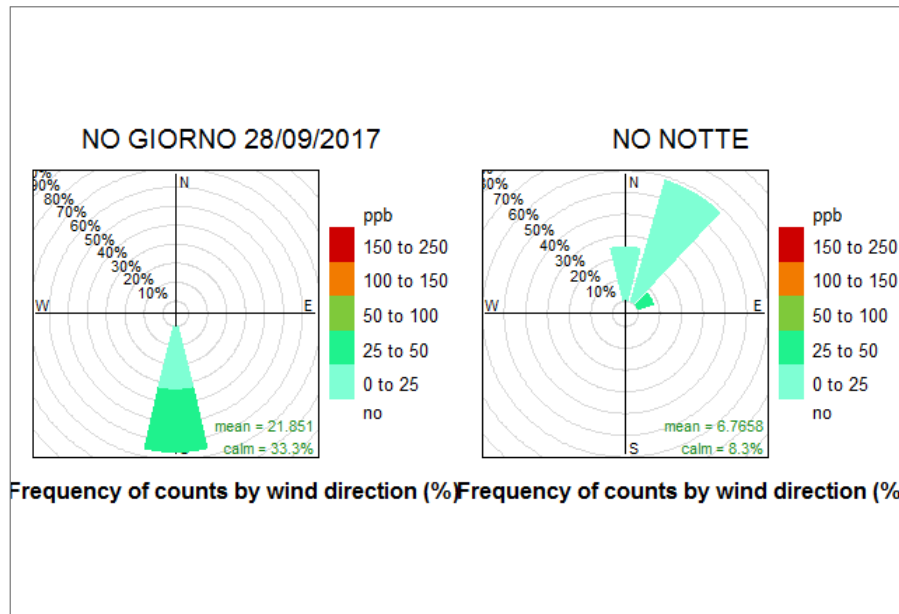 NO GIORNO 28/09/2017
90%
80%
70%
60%
50%
40%
30%
20%
10%
N
W
E
mean = 21.851
calm = 33.3%
ppb
150 to 250
100 to 150
50 to 100
25 to 50
0 to 25
no
Frequency of counts by wind direction (%)
NO NOTTE
80%
70%
60%
50%
40%
30%
20%
10%
N
W
E
S
mean = 6.7658
calm = 8.3%
ppb
150 to 250
100 to 150
50 to 100
25 to 50
0 to 25
no
Frequency of counts by wind direction (%